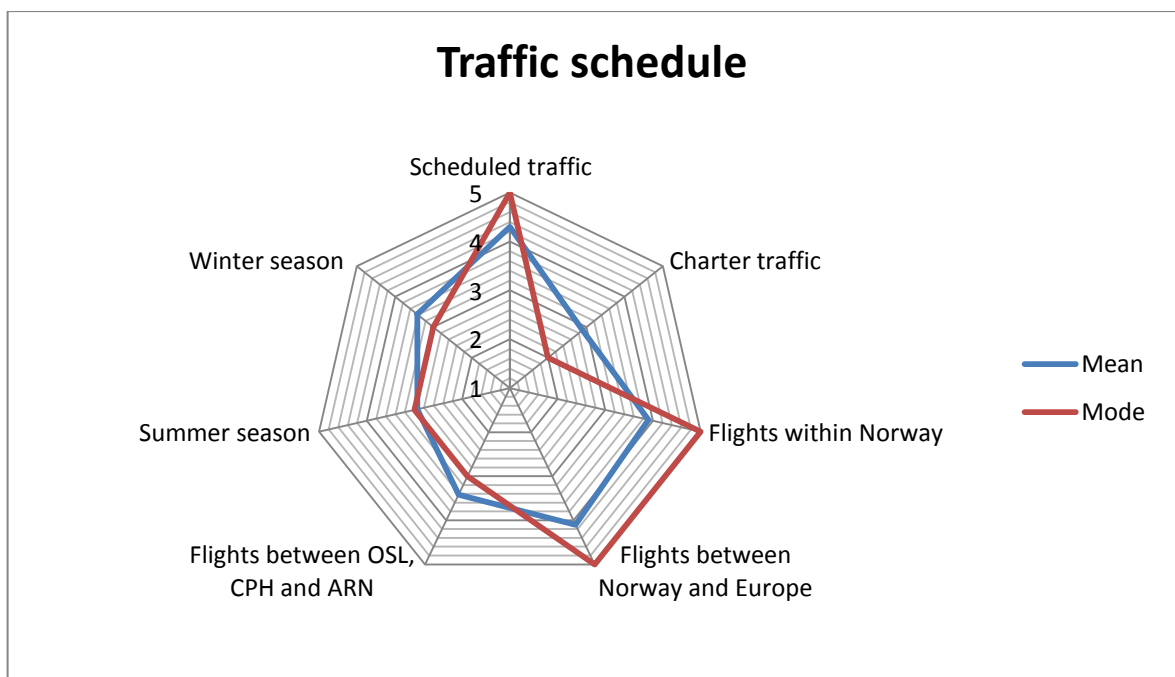 Traffic schedule
Scheduled traffic
5
4
3
2
1
Winter season
Charter traffic
Summer season
Flights within Norway
Flights between OSL,
CPH and ARN
Flights between
Norway and Europe
Mean
Mode